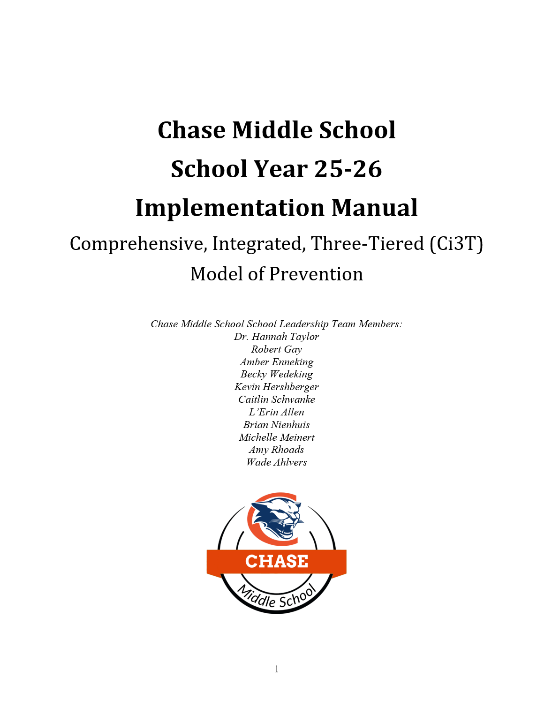 Chase Middle School
School Year 25-26
Implementation Manual
Comprehensive, Integrated, Three-Tiered (Ci3T)
Model of Prevention
Chase Middle School School Leadership Team Members:
Dr. Hannah Taylor
Robert Gay
Amber Enneking
Becky Wedeking
Kevin Hershberger
Caitlin Schwanke
L'Erin Allen
Brian Nienhuis
Michelle Meinert
Amy Rhoads
Wade Ahlvers
CHASE
Middle School
1